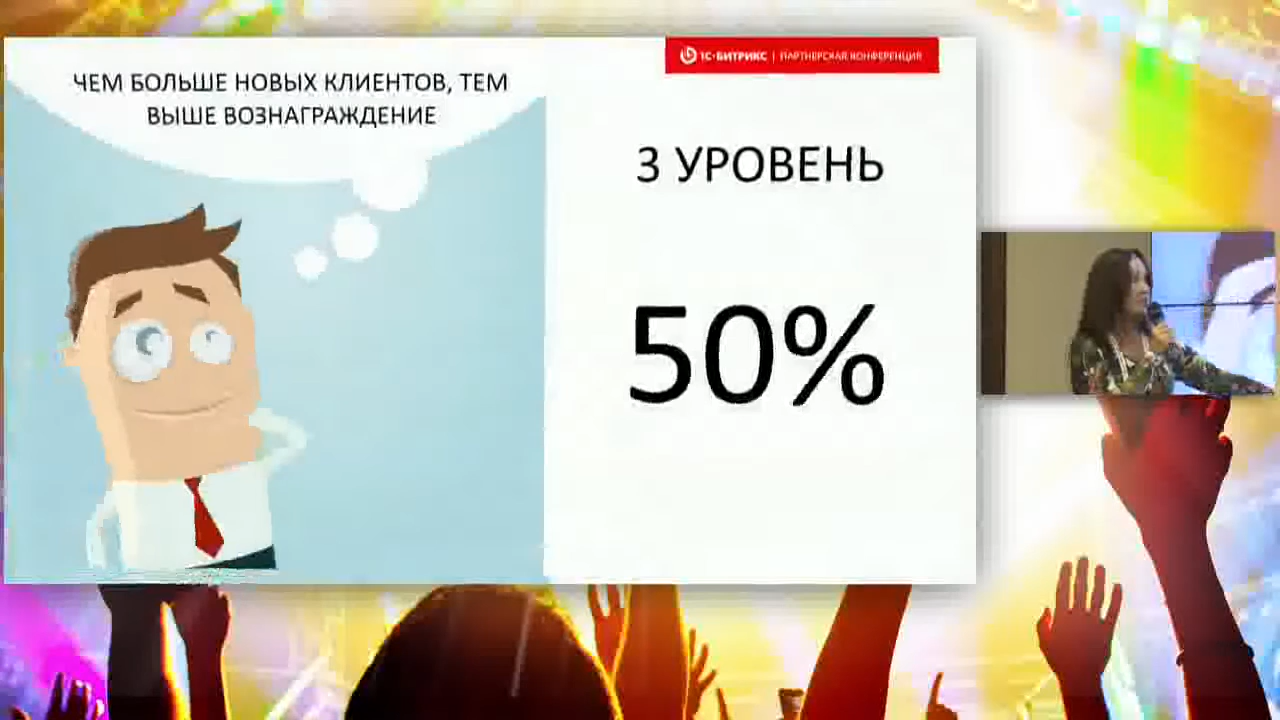 ЧЕМ БОЛЬШЕ НОВЫХ КЛИЕНТОВ, ТЕМ
ВЫШЕ ВОЗНАГРАЖДЕНИЕ
1С-БИТРИКС | ПАРТНЕРСКАЯ КОНФЕРЕНЦИЯ
3 УРОВЕНЬ
50%